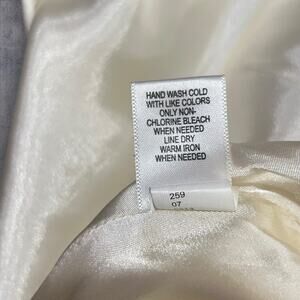 HAND WASH COLD
WITH LIKE COLORS
ONLY NON-
CHLORINE BLEACH
WHEN NEEDED
LINE DRY
WARM IRON
WHEN NEEDED
259
07